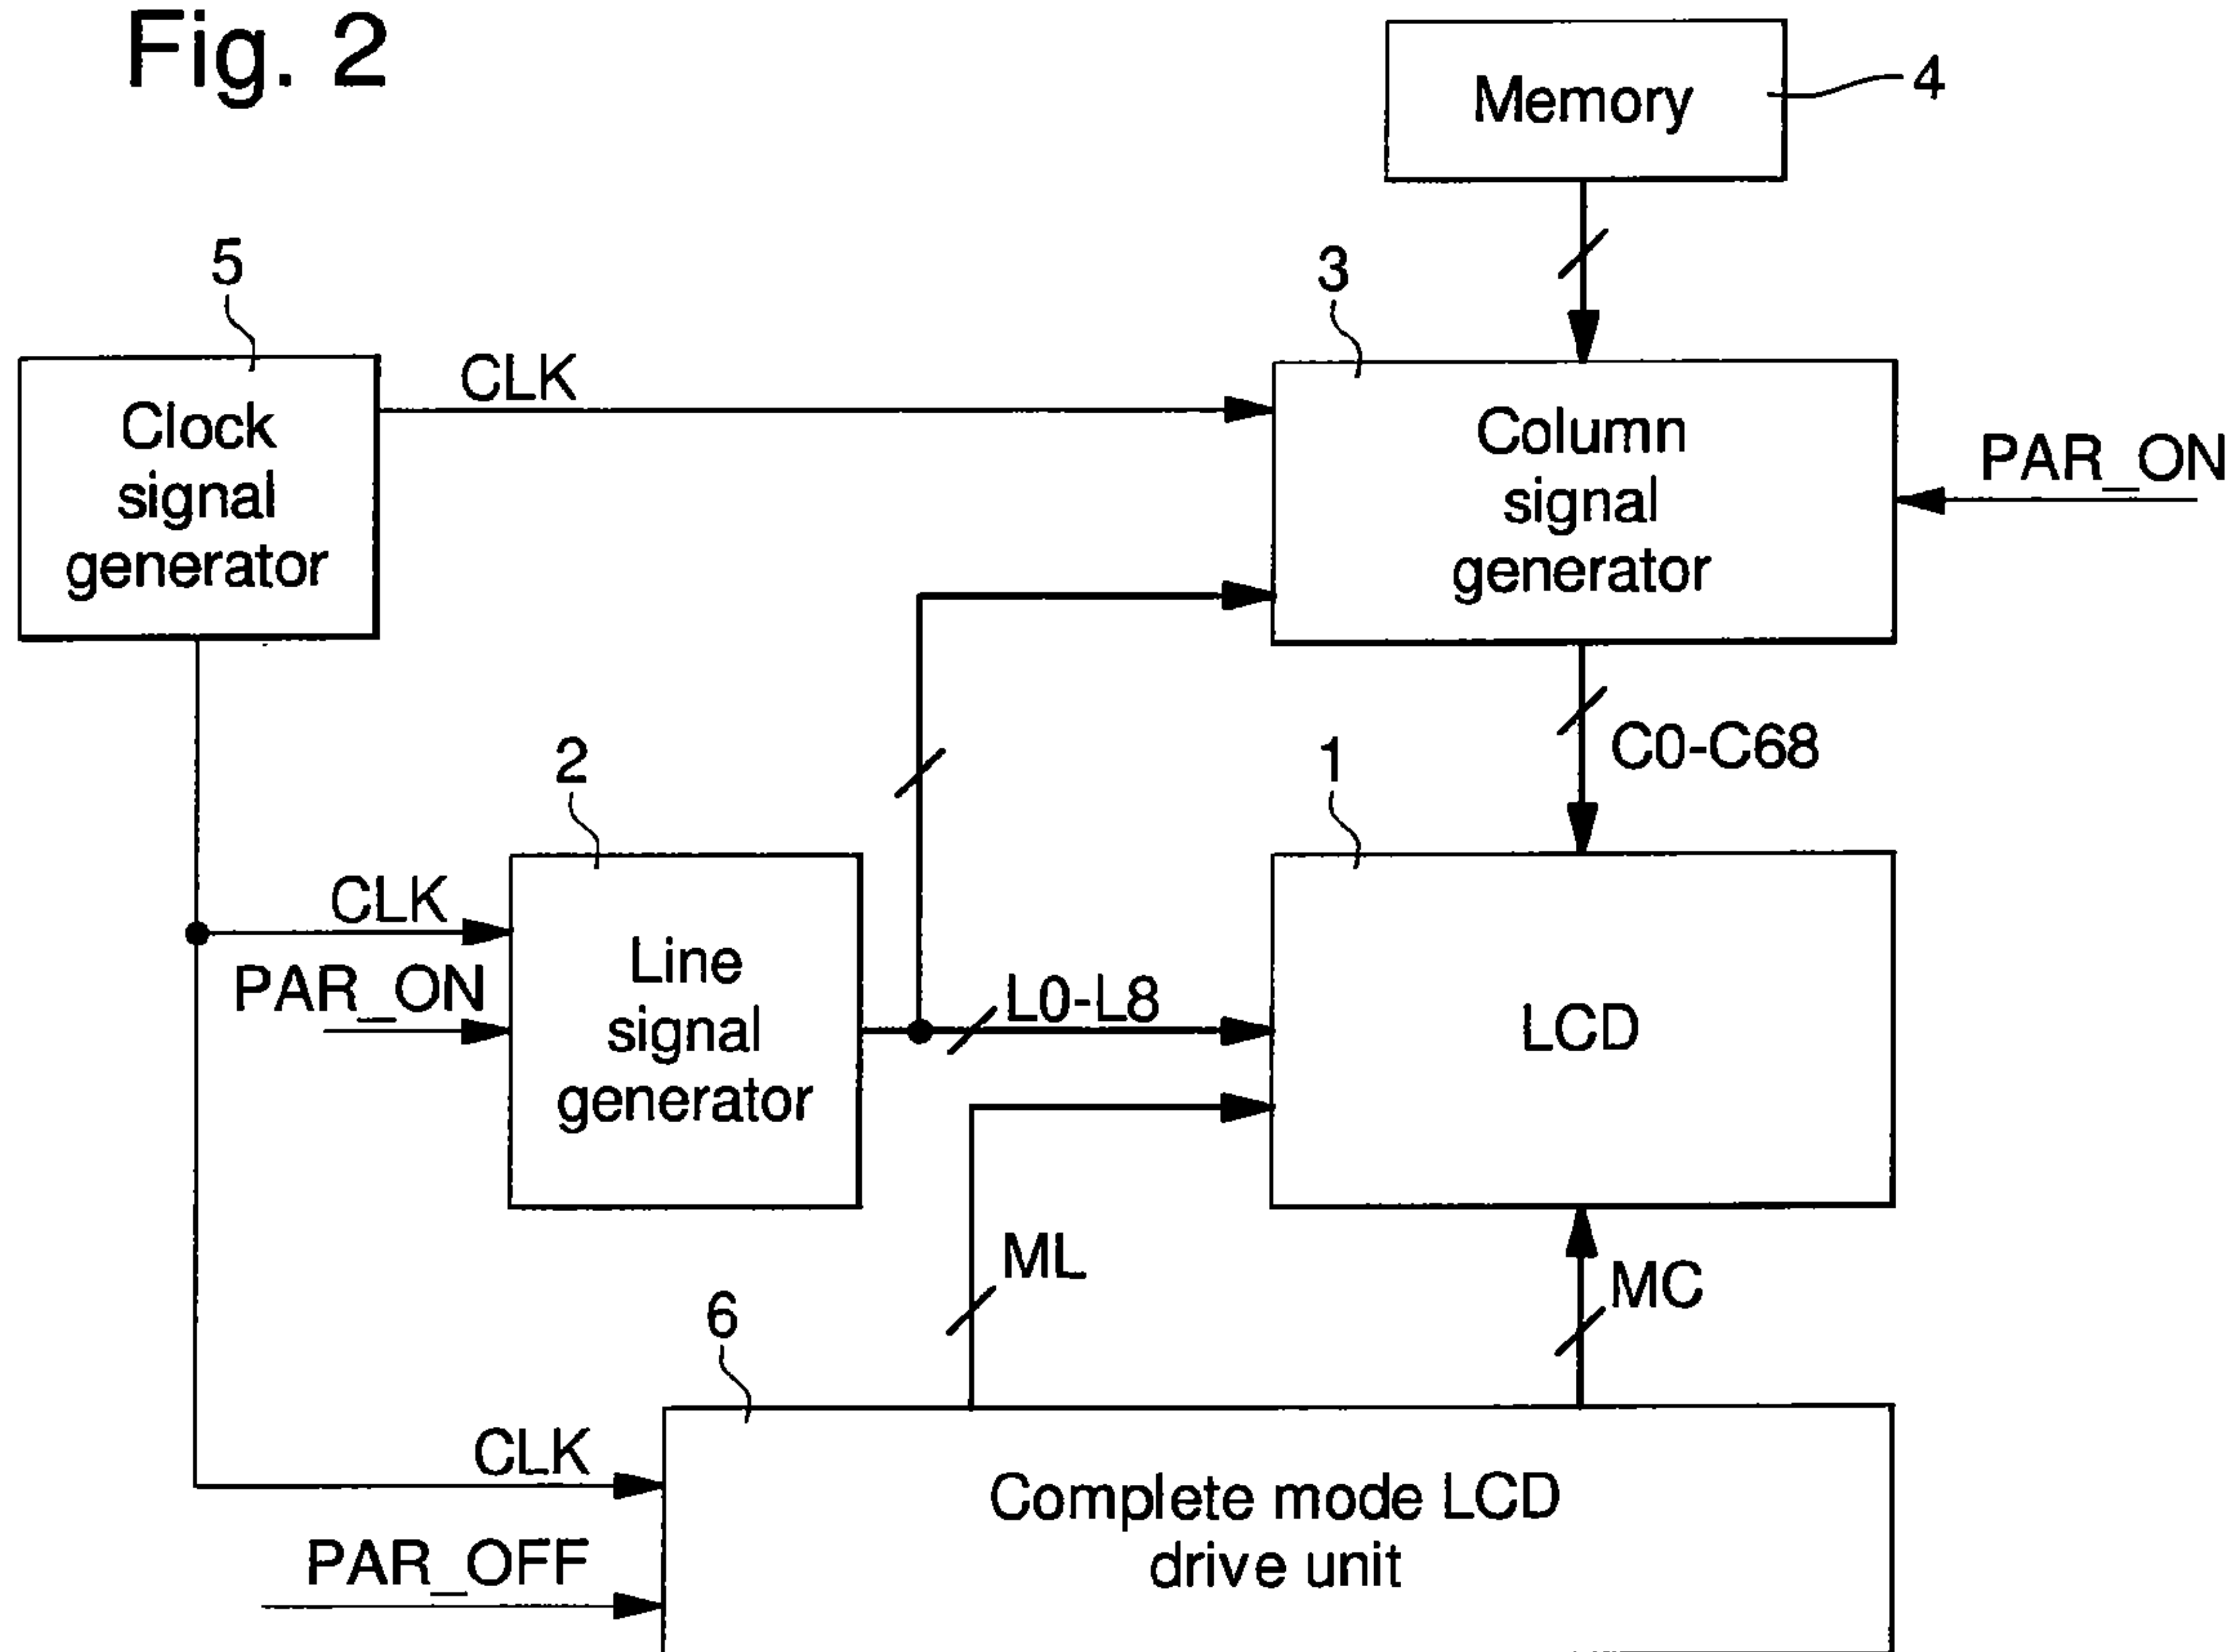 Fig. 2
Memory
4
5
3
CLK
Clock
signal
generator
Column
signal
generator
PAR_ON
C0-C68
2
1
CLK
PAR_ON
Line
signal
generator
L0-L8
LCD
ML
MC
6
CLK
PAR_OFF
Complete mode LCD
drive unit